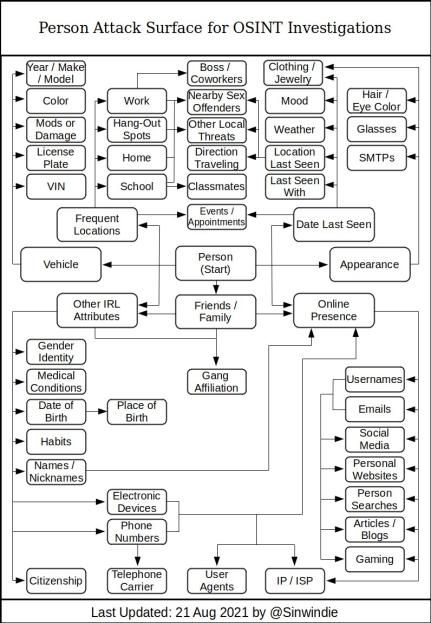 Person Attack Surface for OSINT Investigations
Year / Make
/ Model
Boss /
Coworkers
Clothing /
Jewelry
Color
Work
Nearby Sex
Offenders
Mood
Hair /
Eye Color
Mods or
Damage
Hang-Out
Spots
Other Local
Threats
Weather
Glasses
License
Plate
Home
Direction
Traveling
Location
Last Seen
SMTPs
VIN
School
Classmates
Last Seen
With
Frequent
Locations
Events /
Appointments
Date Last Seen
Vehicle
Person
(Start)
Appearance
Other IRL
Attributes
Friends /
Family
Online
Presence
Gender
Identity
Medical
Conditions
Gang
Affiliation
Usernames
Date of
Birth
Place of
Birth
Emails
Habits
Social
Media
Names /
Nicknames
Personal
Websites
Electronic
Devices
Person
Searches
Phone
Numbers
Articles /
Blogs
Gaming
Citizenship
Telephone
Carrier
User
Agents
IP / ISP
Last Updated: 21 Aug 2021 by @Sinwindie